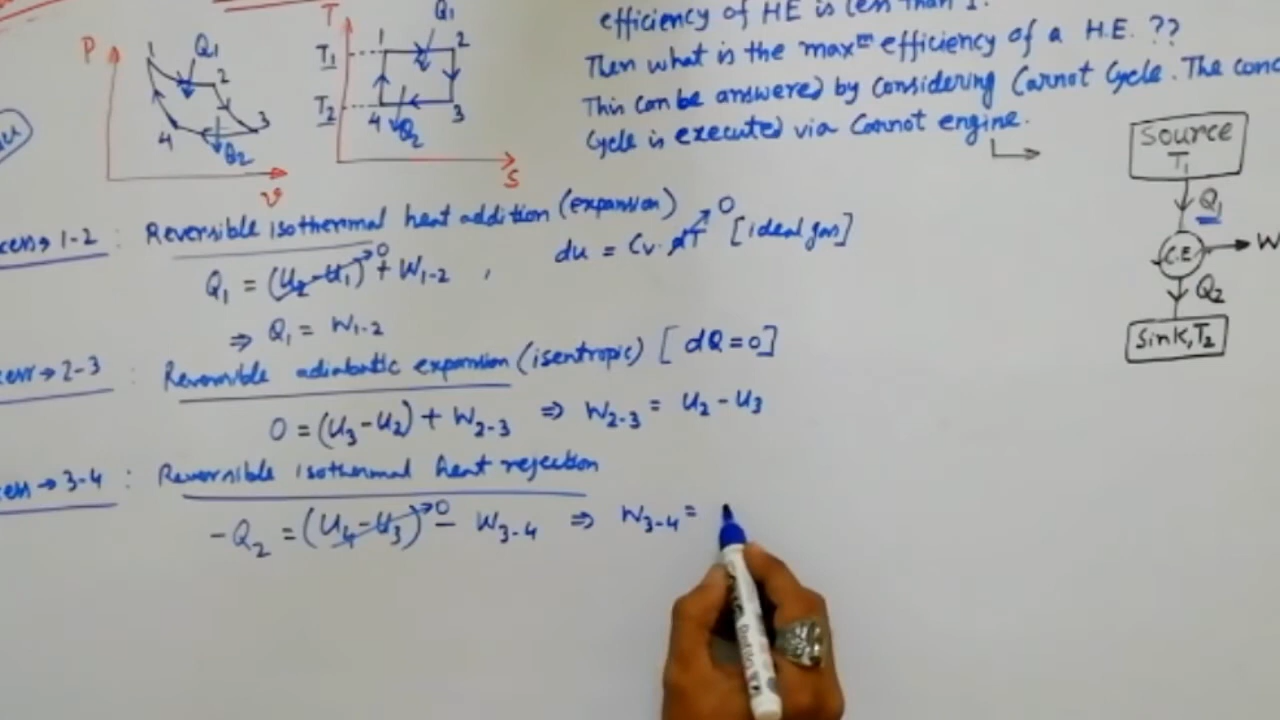 P
1
Q₁
2
3
4
Q₂
v
T
T₁
T₂
1
Q₁
2
3
4
Q₂
S
efficiency of HE is less than 1.
Then what is the maxᵐ efficiency of a H.E. ??
This can be answered by considering Carnot Cycle. The
Cycle is executed via Carnot engine.
Source
T₁
Q₁
C.E
W
Q₂
Sink, T₂
1-2 : Reversible isothermal heat addition (expansion)
Q₁ = (U₂-U₁)→0 + W₁₋₂ , du = Cv. dT→0 [ideal gas]
⇒ Q₁ = W₁₋₂
→ 2-3 : Reversible adiabatic expansion (isentropic) [dQ=0]
0 = (U₃-U₂) + W₂₋₃ ⇒ W₂₋₃ = U₂ - U₃
→ 3-4 : Reversible isothermal heat rejection
-Q₂ = (U₄-U₃)→0 - W₃₋₄ ⇒ W₃₋₄ =